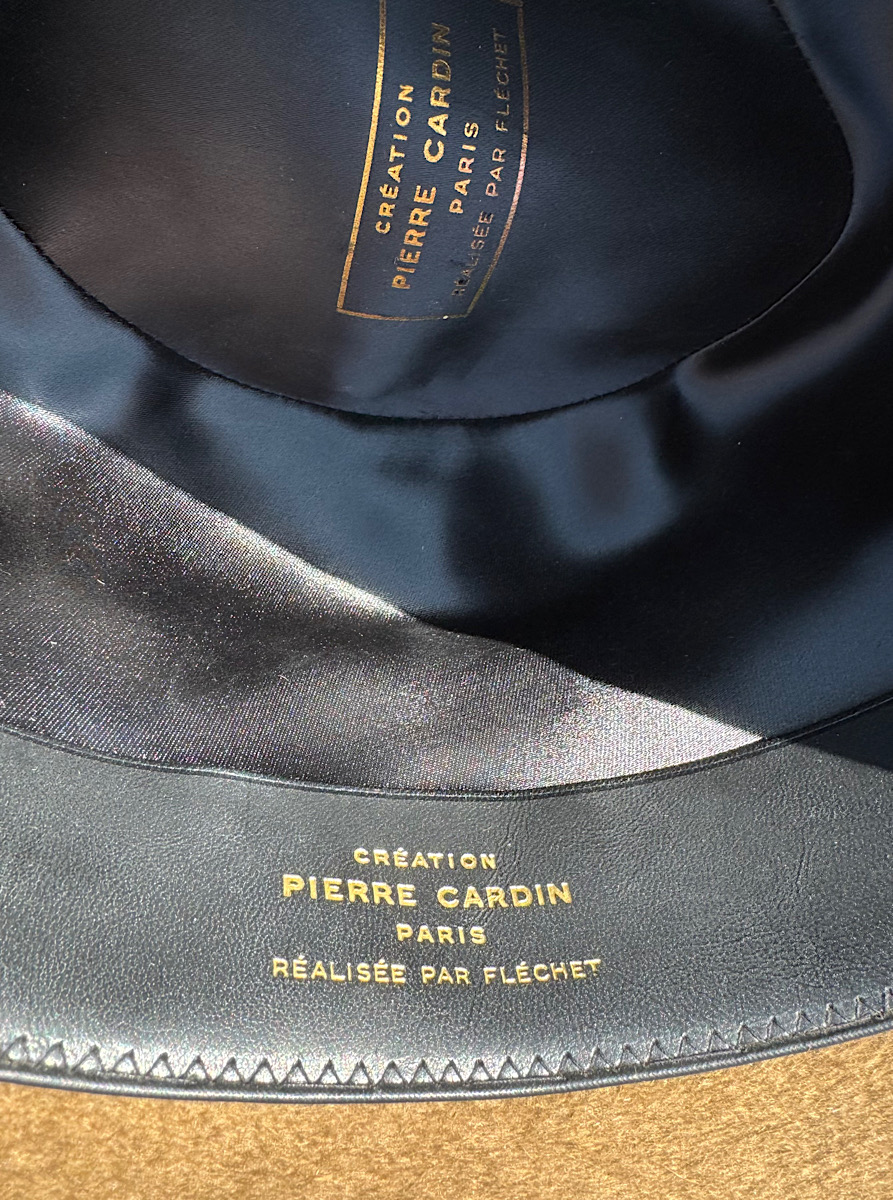 CRÉATION
PIERRE CARDIN
PARIS
RÉALISÉE PAR FLÉCHET
CRÉATION
PIERRE CARDIN
PARIS
RÉALISÉE PAR FLÉCHET